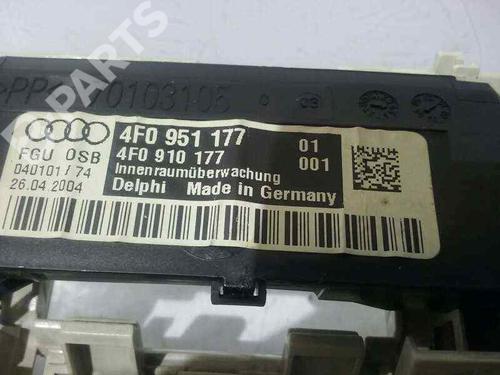 4F0 951 177 01
4F0 910 177 001
Innenraumüberwachung
Delphi Made in Germany
FGU OSB
040101 / 74
26.04.2004